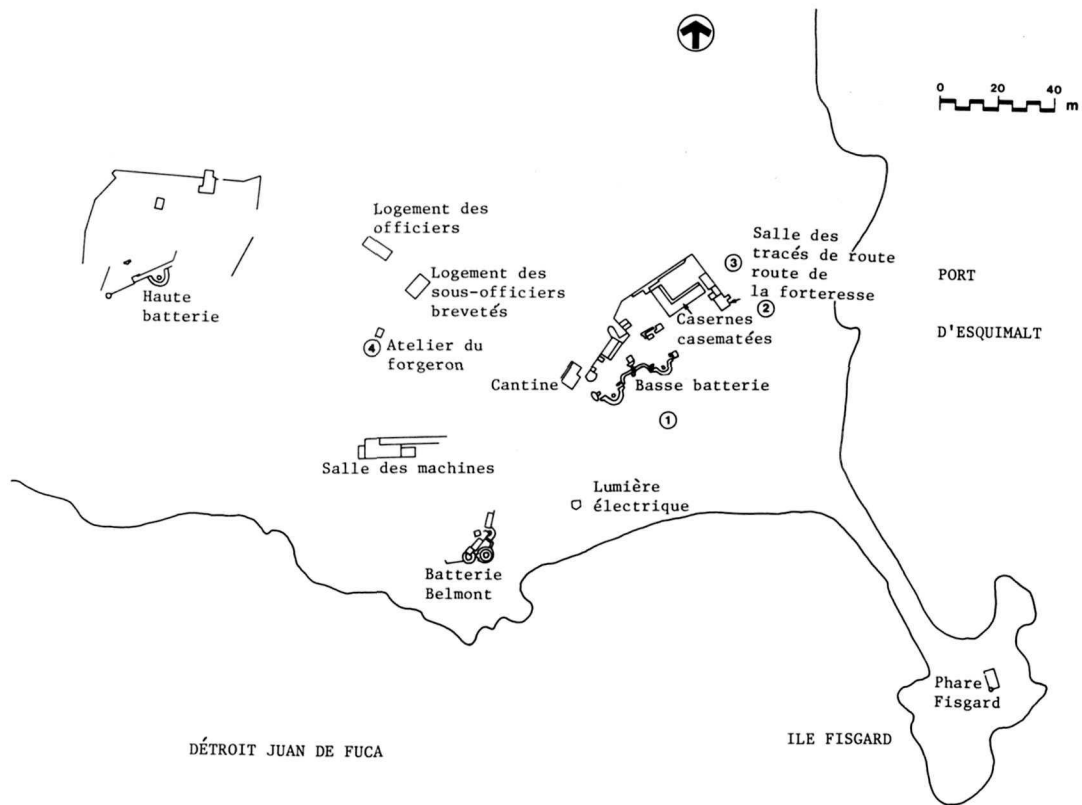 0 20 40 m
Logement des
officiers
Logement des
sous-officiers
brevetés
Haute
batterie
④ Atelier du
forgeron
Salle des
tracés de route
route de
la forteresse
③
②
PORT
D'ESQUIMALT
Casernes
casematées
Cantine
Basse batterie
①
Salle des machines
Lumière
électrique
Batterie
Belmont
Phare
Fisgard
DÉTROIT JUAN DE FUCA
ILE FISGARD